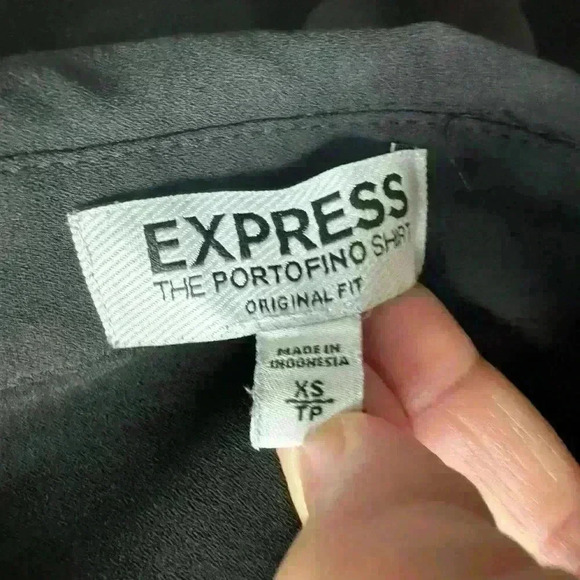 EXPRESS
THE PORTOFINO SHIRT
ORIGINAL FIT
MADE IN
INDONESIA
XS
TP